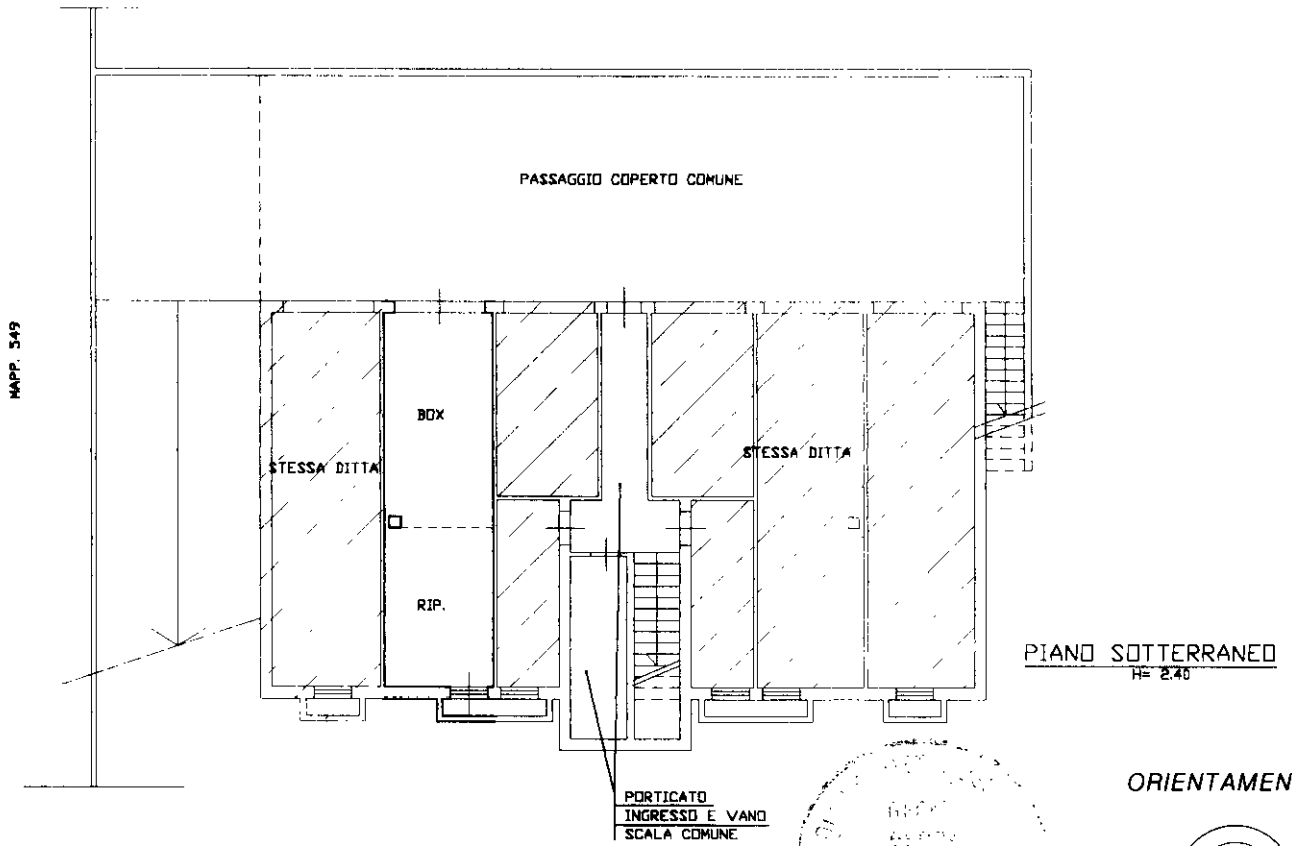 PASSAGGIO COPERTO COMUNE
MAPP. 549
BOX
STESSA DITTA
STESSA DITTA
RIP.
PIANO SOTTERRANEO
H= 2.40
PORTICATO
INGRESSO E VANO
SCALA COMUNE
ORIENTAMEN